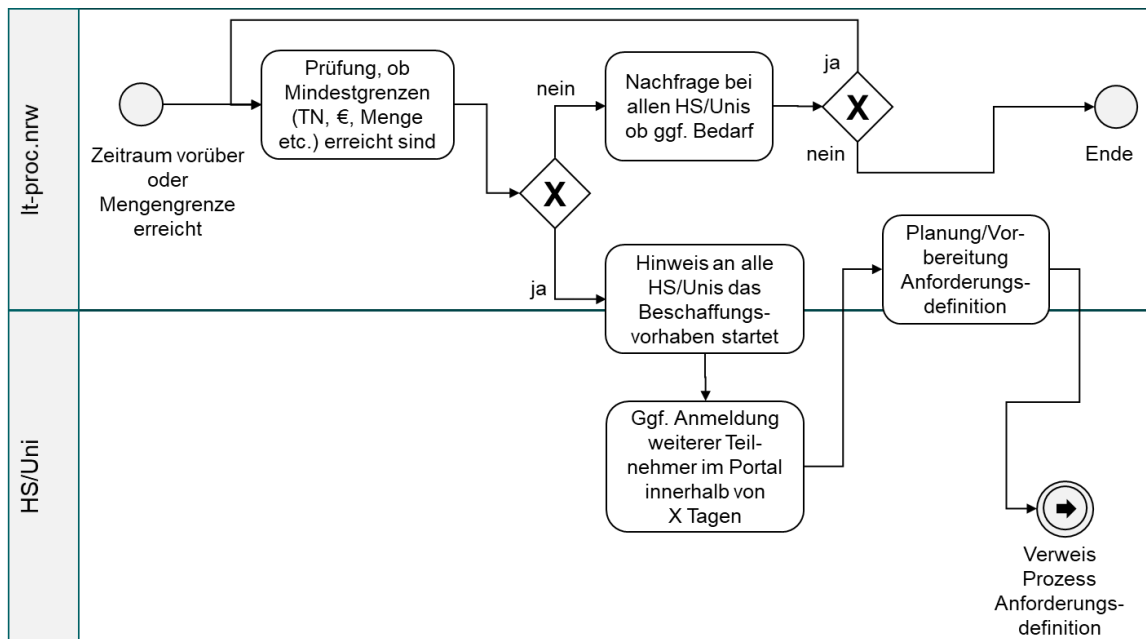 It-proc.nrw
Zeitraum vorüber
oder
Mengengrenze
erreicht
Prüfung, ob
Mindestgrenzen
(TN, €, Menge
etc.) erreicht sind
X
nein
ja
Nachfrage bei
allen HS/Unis
ob ggf. Bedarf
X
ja
nein
Ende
Hinweis an alle
HS/Unis das
Beschaffungs-
vorhaben startet
Planung/Vor-
bereitung
Anforderungs-
definition
HS/Uni
Ggf. Anmeldung
weiterer Teil-
nehmer im Portal
innerhalb von
X Tagen
Verweis
Prozess
Anforderungs-
definition